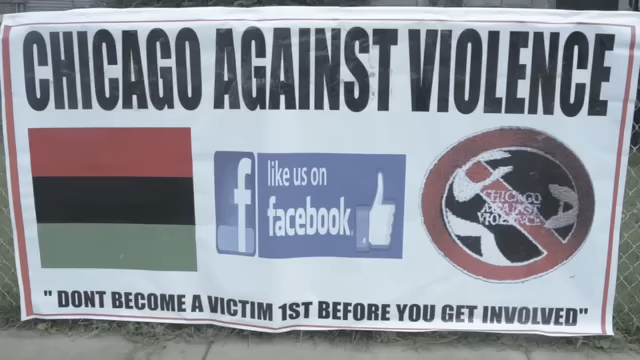 CHICAGO AGAINST VIOLENCE
f
like us on
facebook
CHICAGO
AGAINST
VIOLENCE
" DONT BECOME A VICTIM 1ST BEFORE YOU GET INVOLVED"